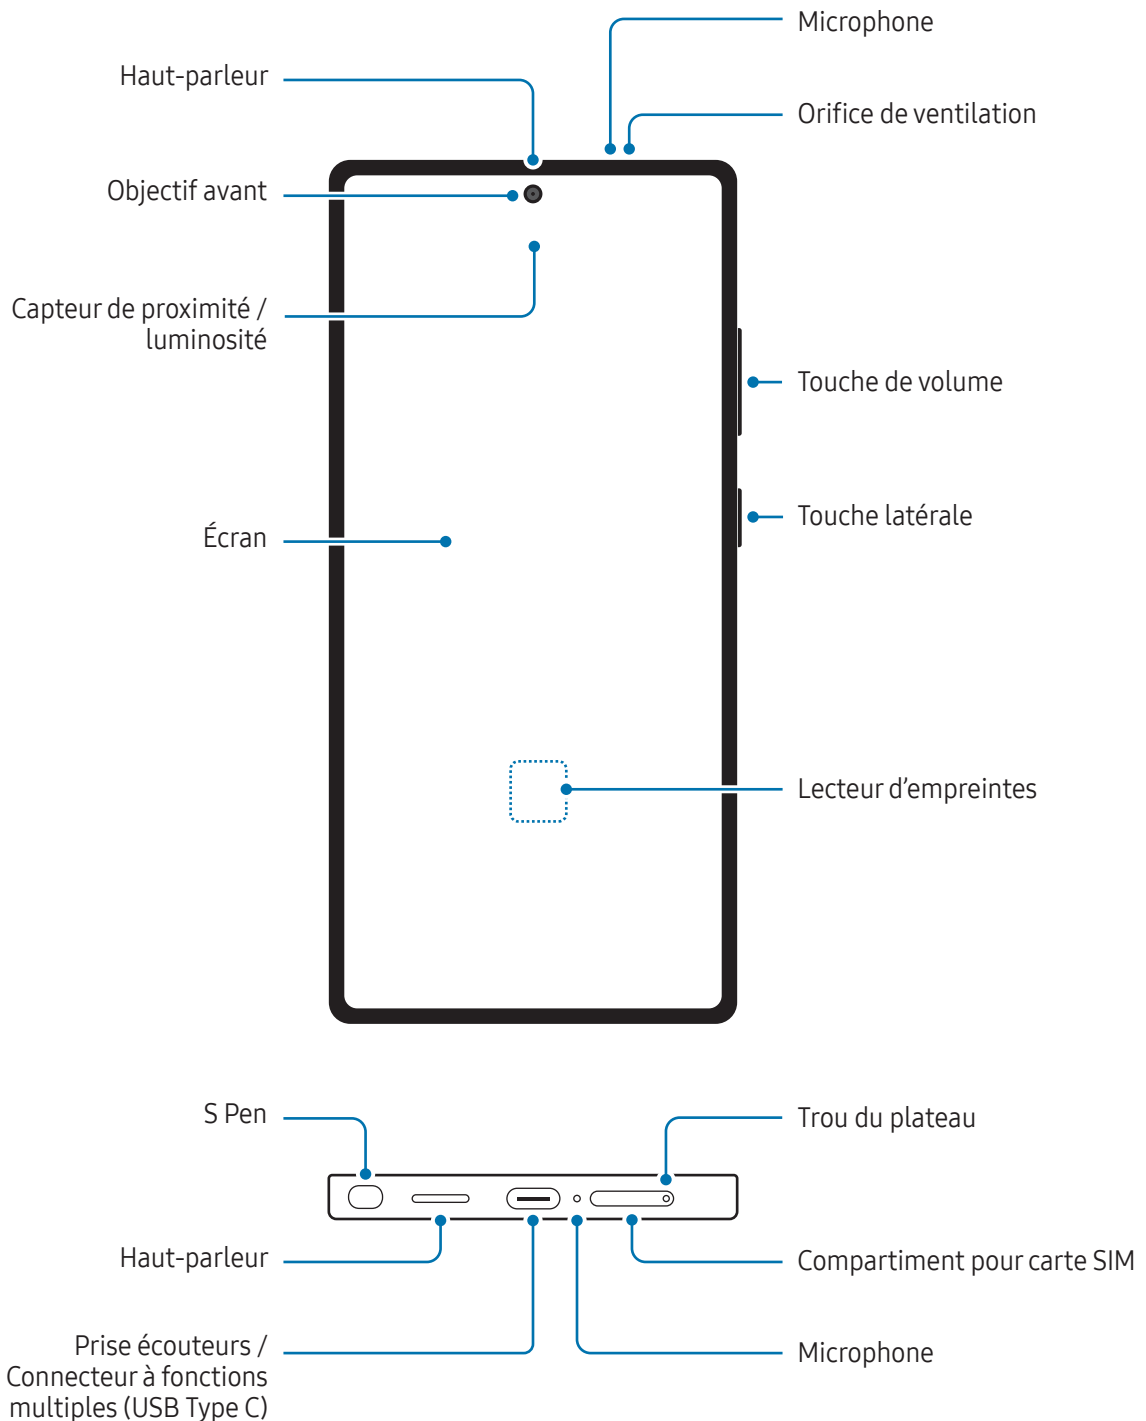 Microphone
Haut-parleur
Orifice de ventilation
Objectif avant
Capteur de proximité /
luminosité
Touche de volume
Touche latérale
Écran
Lecteur d’empreintes
S Pen
Trou du plateau
Haut-parleur
Compartiment pour carte SIM
Prise écouteurs /
Connecteur à fonctions
multiples (USB Type C)
Microphone